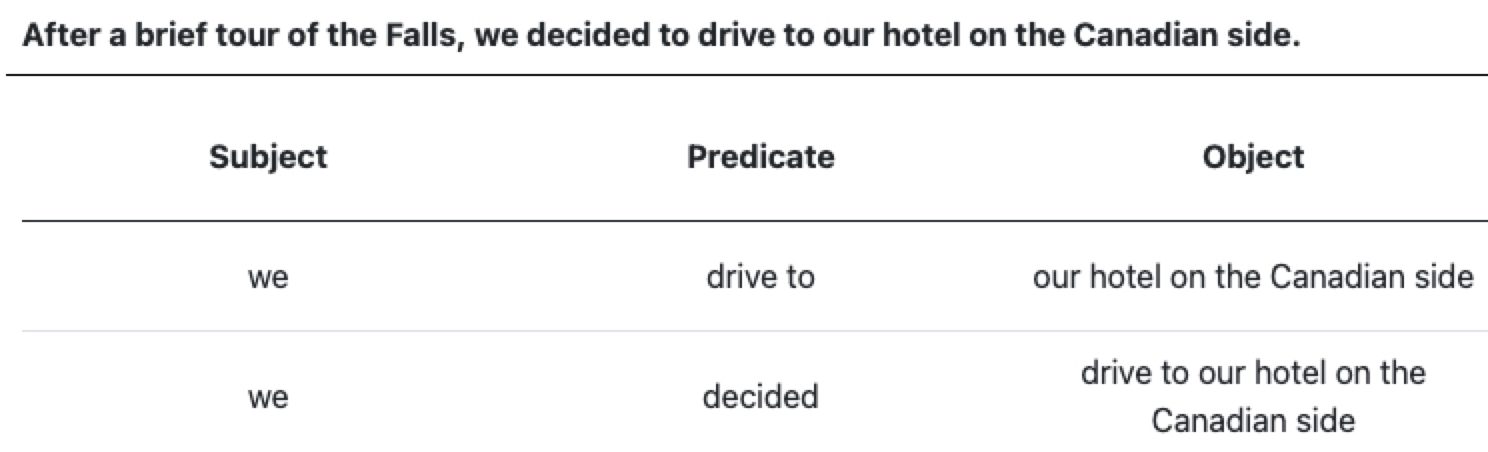 After a brief tour of the Falls, we decided to drive to our hotel on the Canadian side.
Subject Predicate Object
we drive to our hotel on the Canadian side
we decided drive to our hotel on the
Canadian side